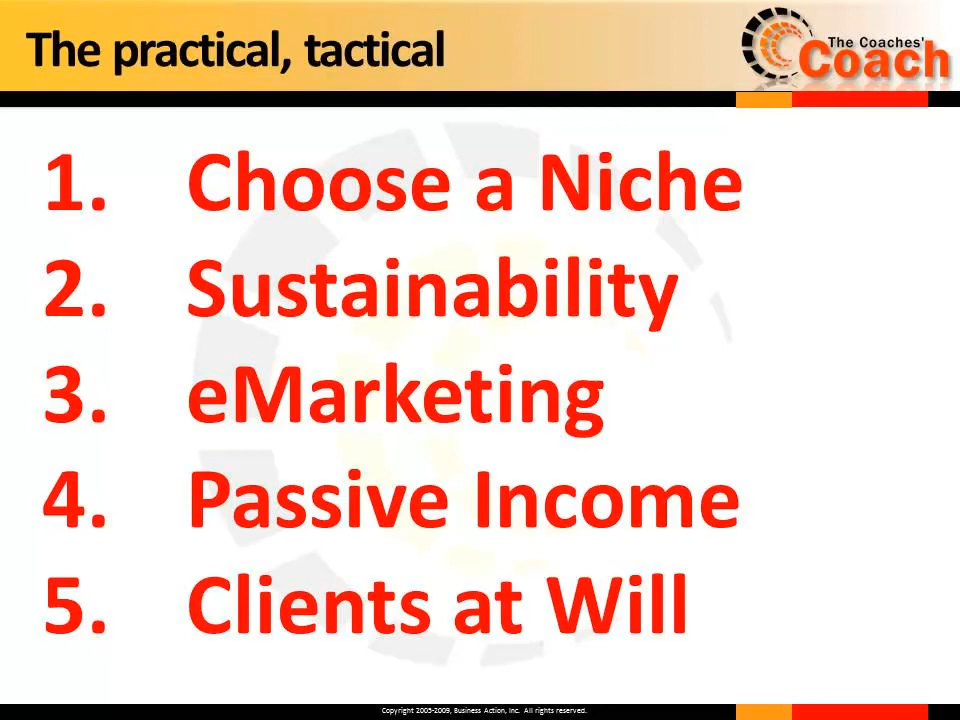 The practical, tactical
The Coaches'
Coach
1. Choose a Niche
2. Sustainability
3. eMarketing
4. Passive Income
5. Clients at Will
Copyright 2005-2009, Business Action, Inc. All rights reserved.